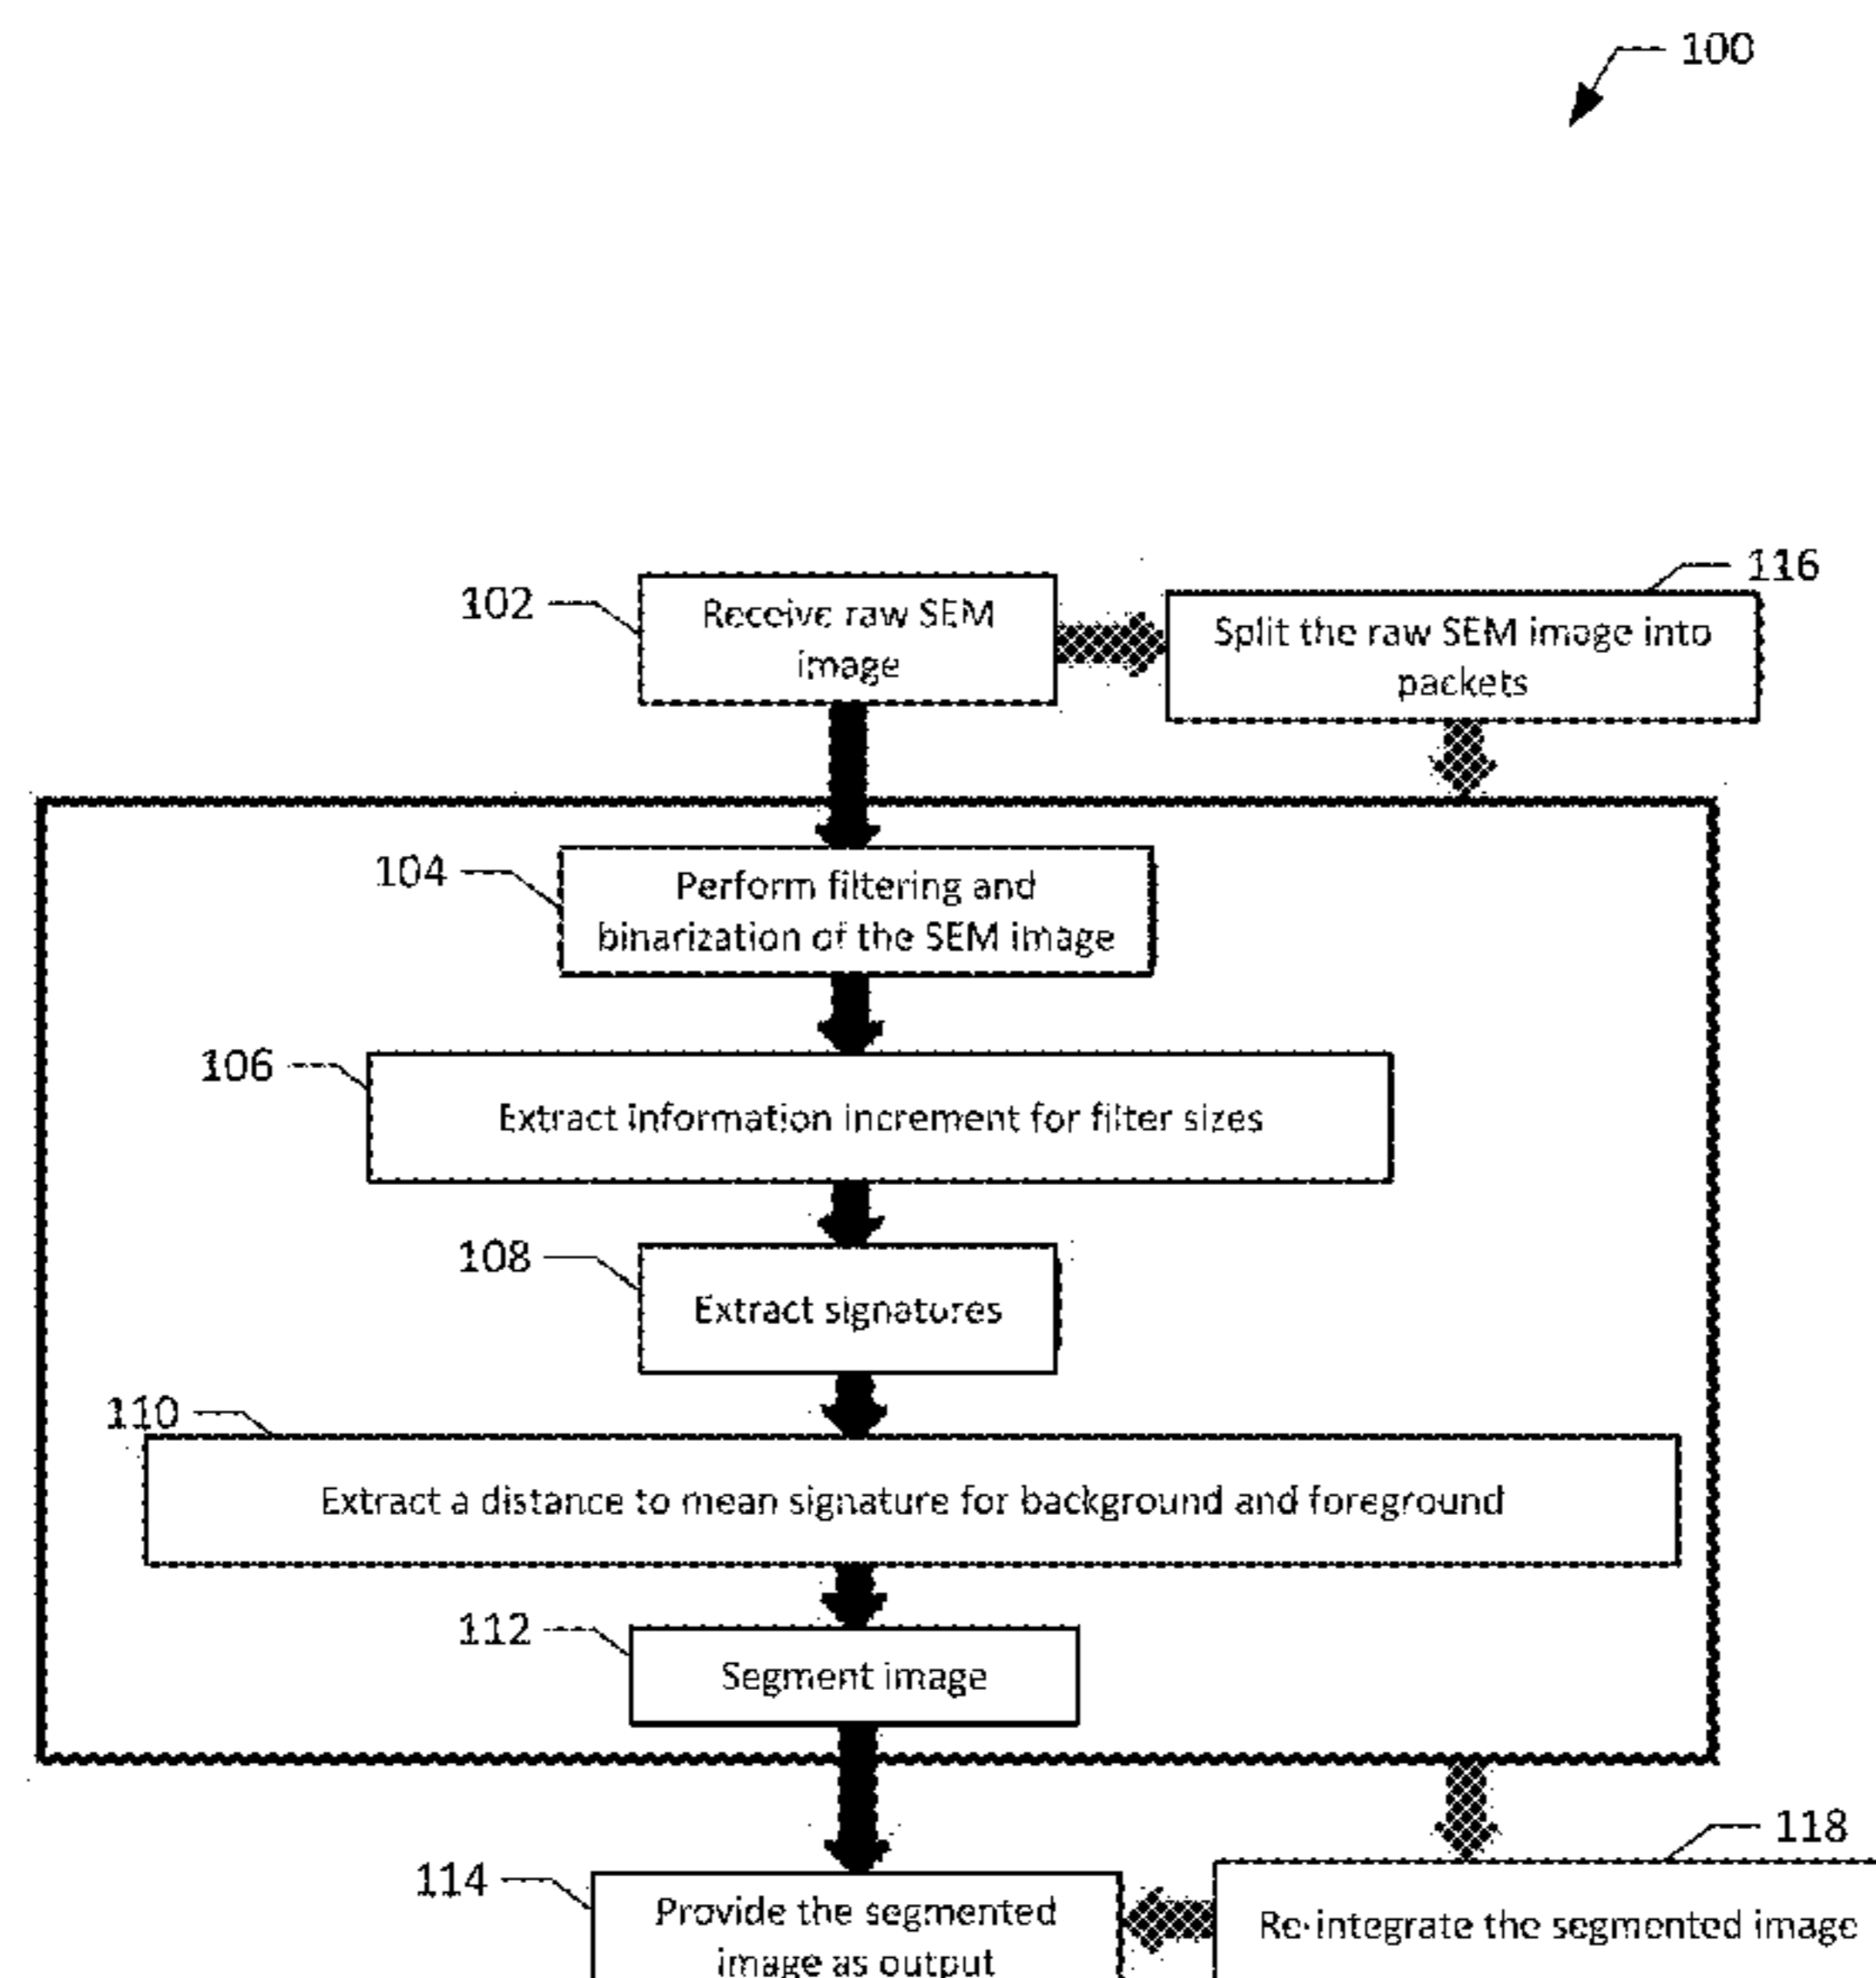 100
102
Receive raw SEM
image
116
Split the raw SEM image into
packets
104
Perform filtering and
binarization of the SEM image
106
Extract information increment for filter sizes
108
Extract signatures
110
Extract a distance to mean signature for background and foreground
112
Segment image
114
Provide the segmented
image as output
118
Re-integrate the segmented image